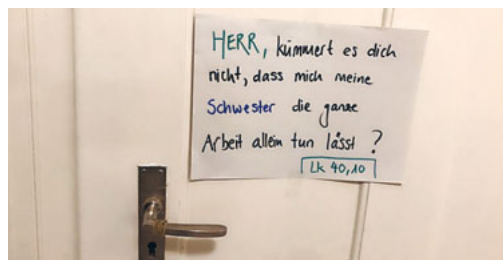 HERR, kümmert es dich
nicht, dass mich meine
Schwester die ganze
Arbeit allein tun lässt ?
Lk 40,10